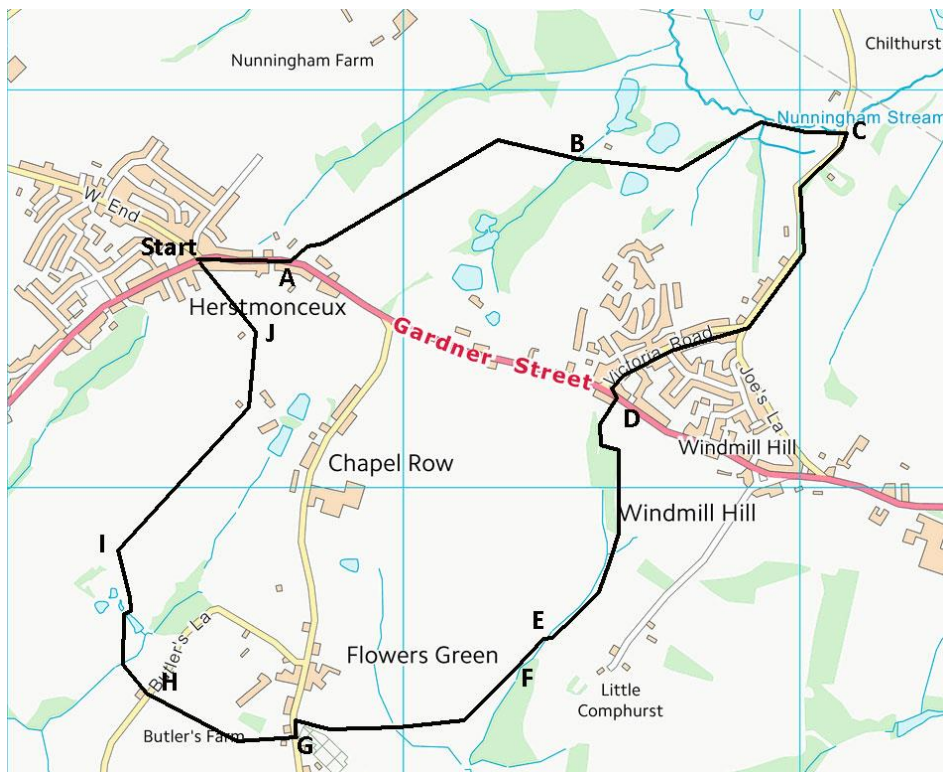 Chilthurst
Nunningham Farm
Nunningham Stream
C
B
W End
Start
A
Herstmonceux
J
Gardner Street
Victoria Road
Joe's La
D
Windmill Hill
Chapel Row
Windmill Hill
I
E
Butler's La
Flowers Green
F
H
Little
Comphurst
Butler's Farm
G